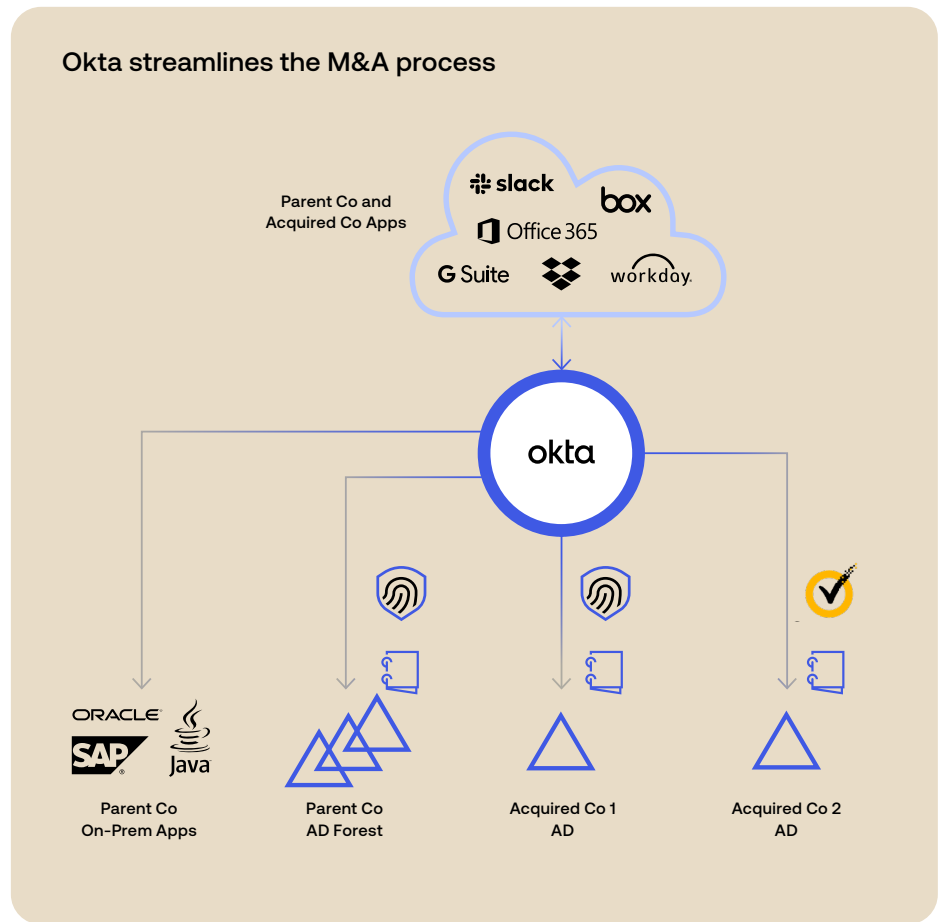 Okta streamlines the M&A process
Parent Co and
Acquired Co Apps
slack
box
Office 365
G Suite
workday.
okta
ORACLE®
SAP®
Java
Parent Co
On-Prem Apps
Parent Co
AD Forest
Acquired Co 1
AD
Acquired Co 2
AD